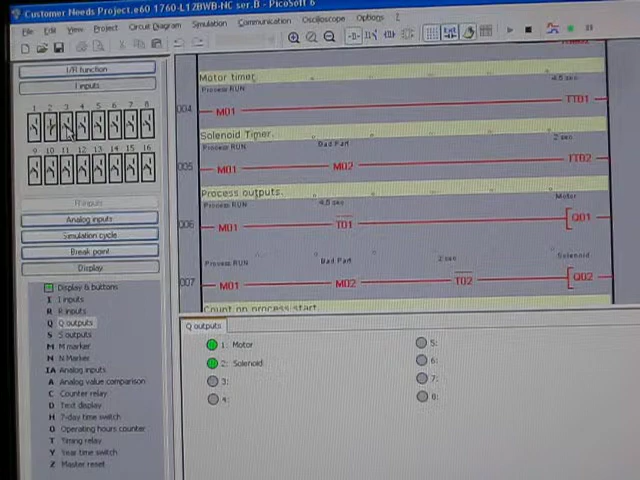 Customer Needs Project.e60 1760-L12BWB-NC ser.B - PicoSoft 6
File Edit View Project Circuit Diagram Simulation Communication Oscilloscope Options ?
I/R function
I inputs
1 2 3 4 5 6 7 8
9 10 11 12 13 14 15 16
R inputs
Analog inputs
Simulation cycle
Break point
Display
Display & buttons
I I inputs
R R inputs
Q Q outputs
S S outputs
M M marker
N N Marker
IA Analog inputs
A Analog value comparison
C Counter relay
D Text display
H 7-day time switch
O Operating hours counter
T Timing relay
Y Year time switch
Z Master reset
Motor timer.
Process RUN 4.5 sec
004 M01 TT01
Solenoid Timer.
Process RUN Bad Part 2 sec
005 M01 M02 TT02
Process outputs.
Process RUN 4.5 sec Motor
006 M01 T01 Q01
Process RUN Bad Part 2 sec Solenoid
007 M01 M02 T02 Q02
Count on process start.
Q outputs
1: Motor 5:
2: Solenoid 6:
3: 7:
4: 8: